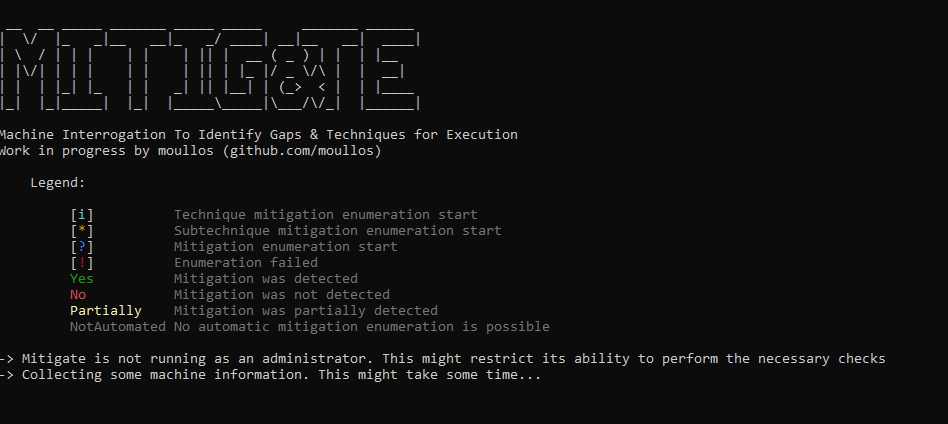 MITIG&TE
Machine Interrogation To Identify Gaps & Techniques for Execution
Work in progress by moullos (github.com/moullos)
Legend:
[i] Technique mitigation enumeration start
[*] Subtechnique mitigation enumeration start
[?] Mitigation enumeration start
[!] Enumeration failed
Yes Mitigation was detected
No Mitigation was not detected
Partially Mitigation was partially detected
NotAutomated No automatic mitigation enumeration is possible
-> Mitigate is not running as an administrator. This might restrict its ability to perform the necessary checks
-> Collecting some machine information. This might take some time...